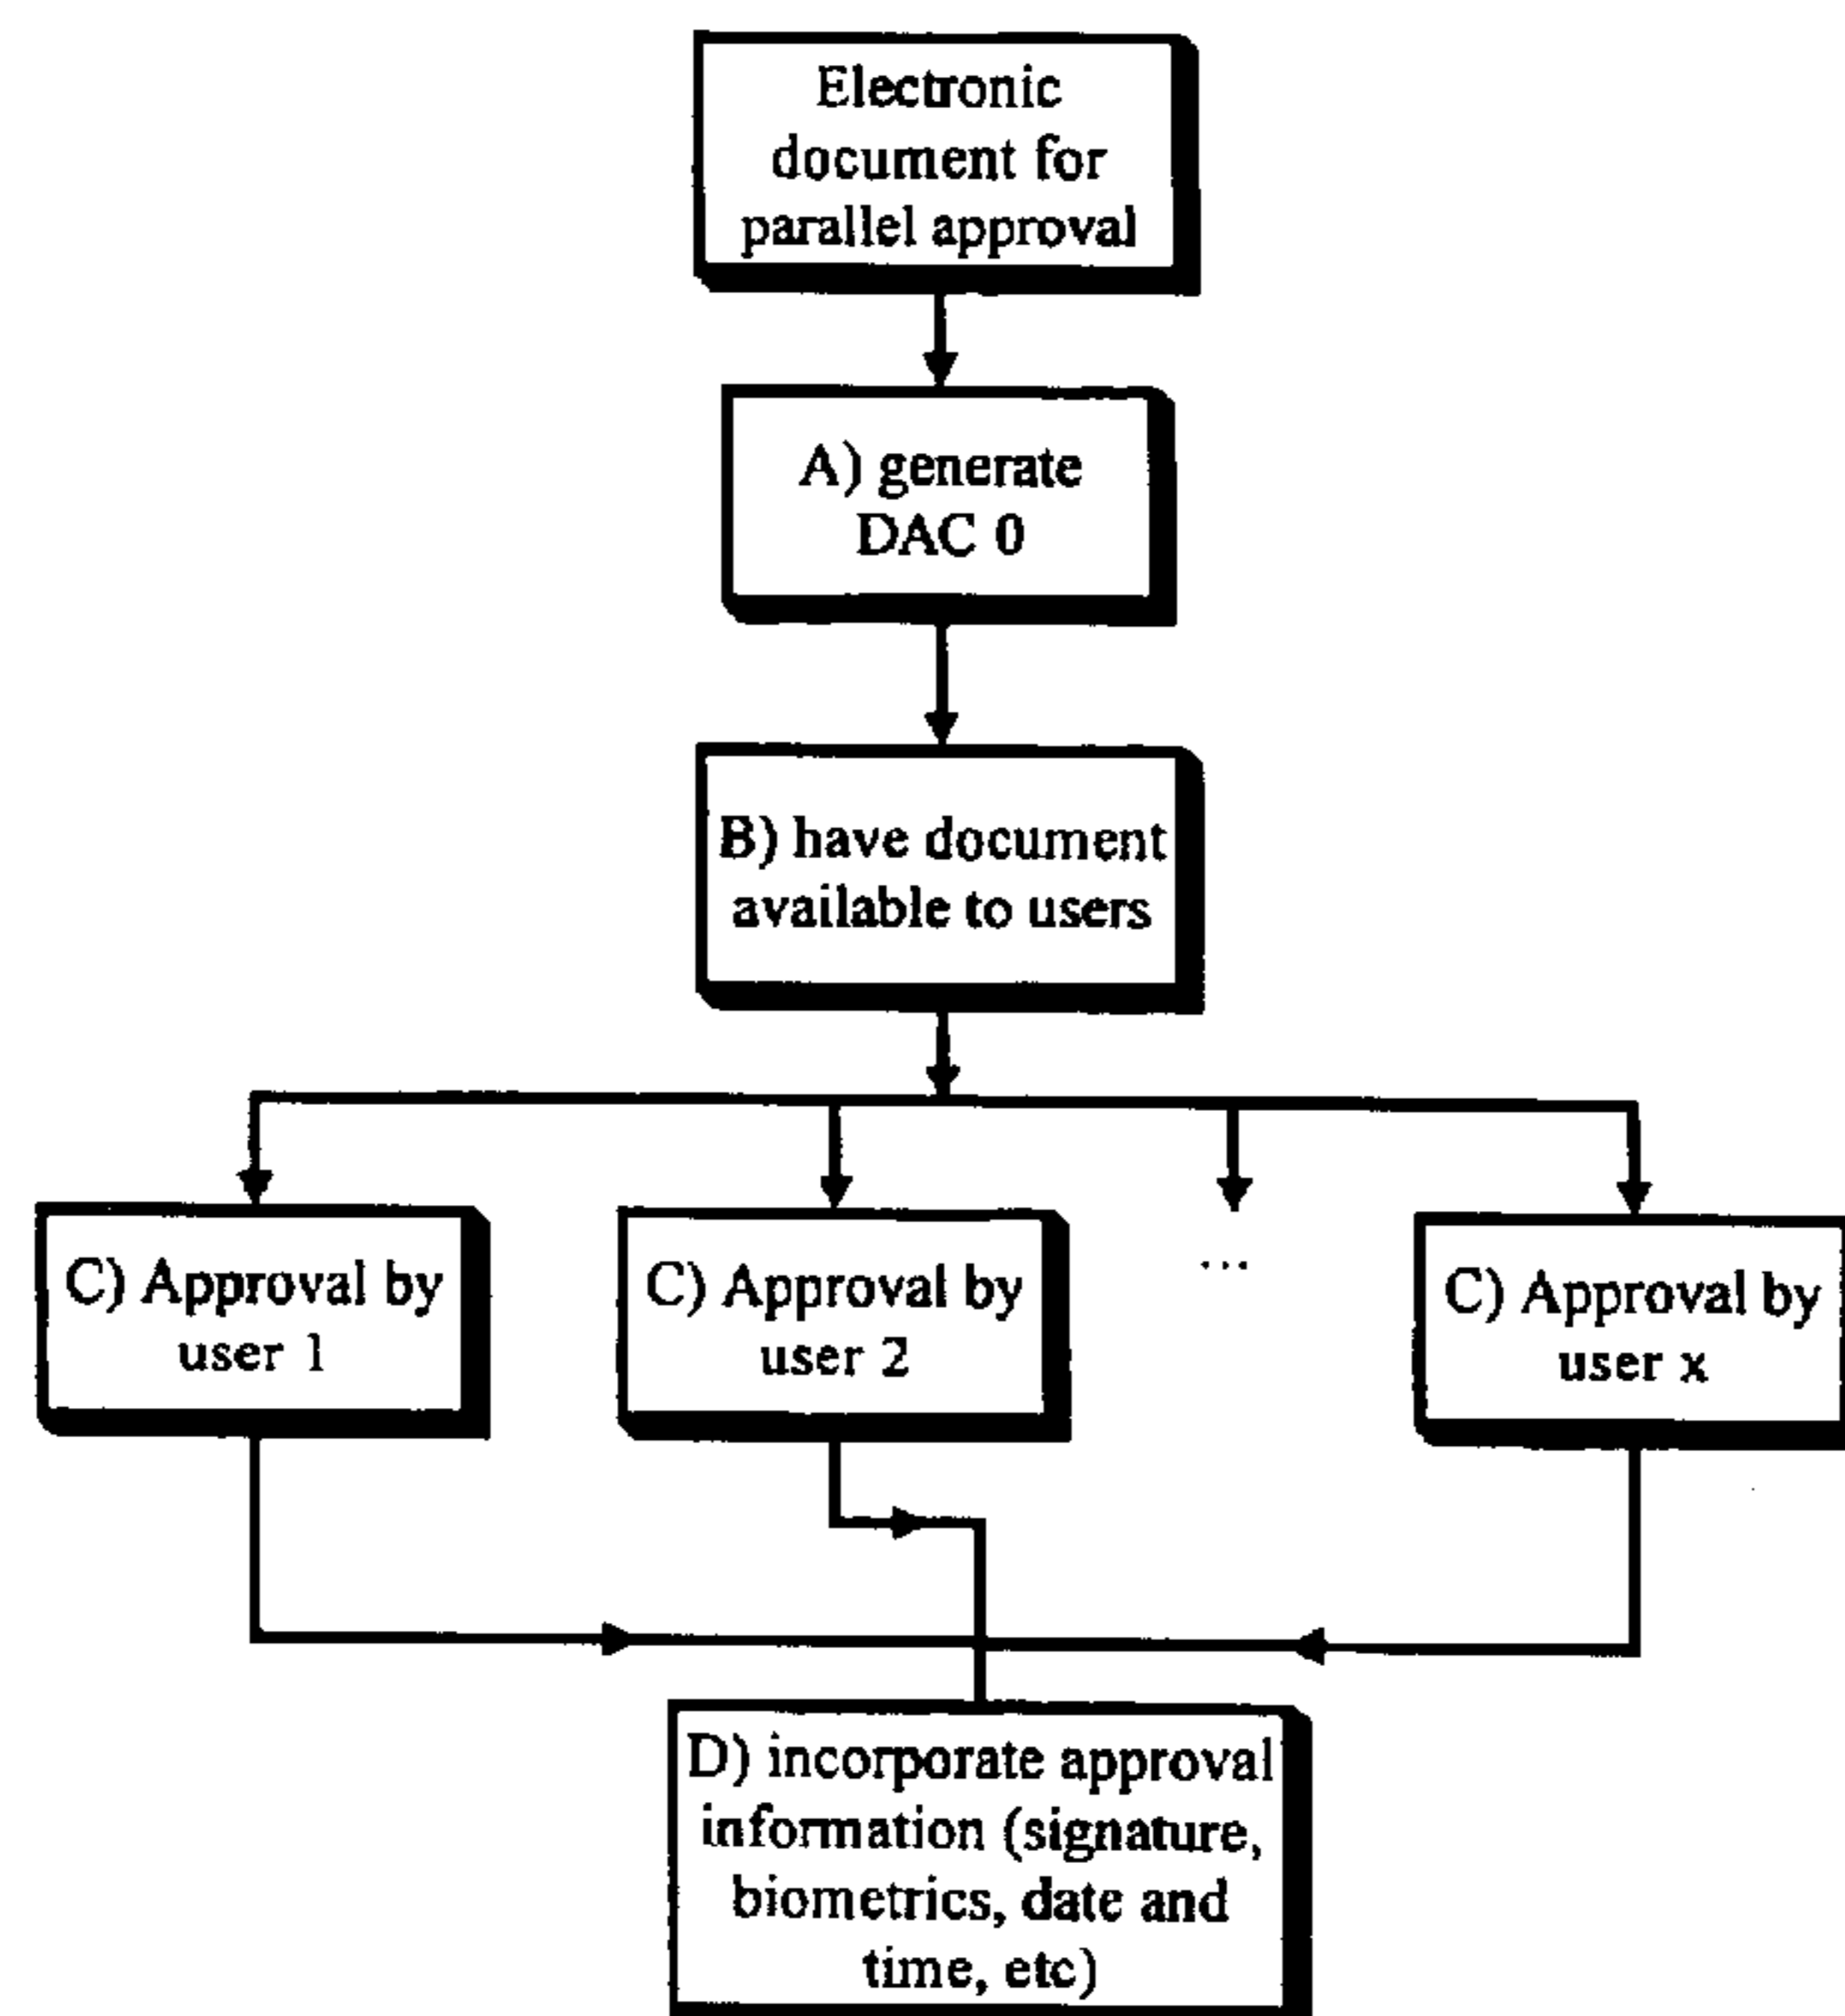 Electronic
document for
parallel approval
A) generate
DAC 0
B) have document
available to users
C) Approval by
user 1
C) Approval by
user 2
...
C) Approval by
user x
D) incorporate approval
information (signature,
biometrics, date and
time, etc)